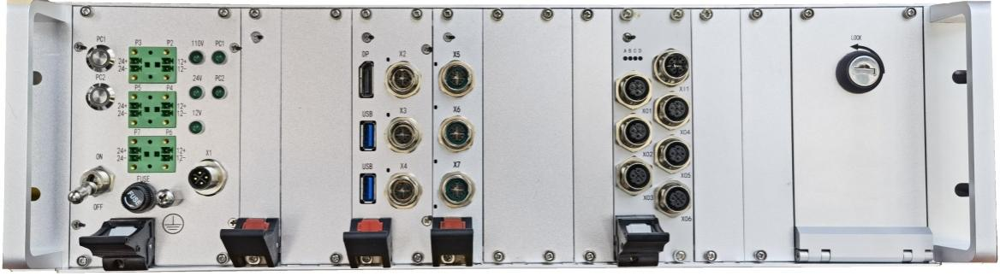 PC1
P3 P2
110V PC1
24+ 12+
24- 12-
PC2
P5 P4
24V PC2
24+ 12+
24- 12-
12V
P7 P6
24+ 12+
24- 12-
ON
OFF
FUSE
FUSE
X1
DP X2
USB X3
USB X4
X5
X6
X7
A B C D
X11
X01
X04
X02
X05
X03
X06
LOCK